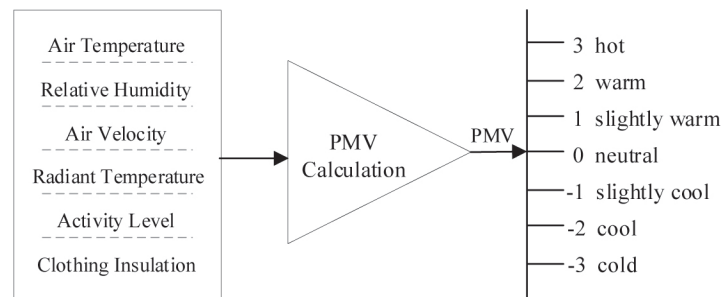 Air Temperature
Relative Humidity
Air Velocity
Radiant Temperature
Activity Level
Clothing Insulation
PMV
Calculation
PMV
3 hot
2 warm
1 slightly warm
0 neutral
-1 slightly cool
-2 cool
-3 cold